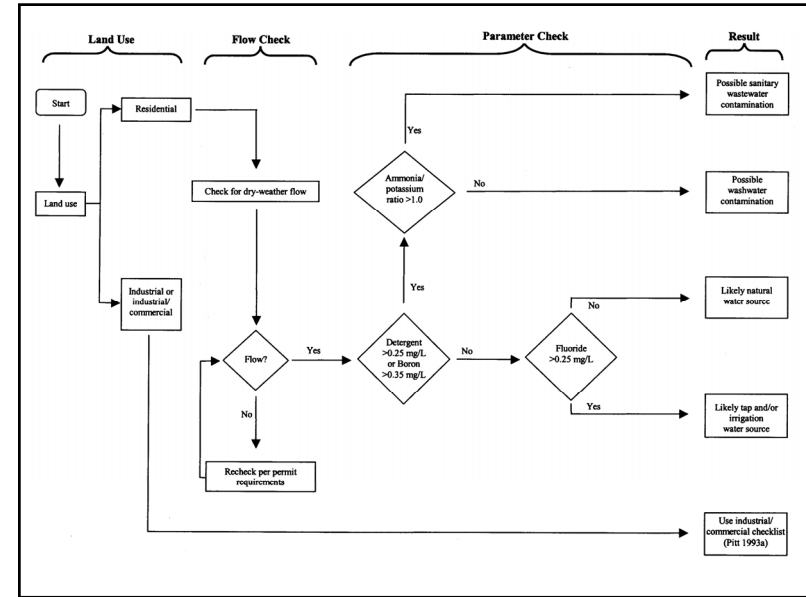 Land Use
Flow Check
Parameter Check
Result
Start
Residential
Land use
Industrial or
industrial/
commercial
Check for dry-weather flow
Flow?
Yes
No
Recheck per permit
requirements
Detergent
>0.25 mg/L
or Boron
>0.35 mg/L
Yes
No
Ammonia/
potassium
ratio >1.0
Yes
No
Fluoride
>0.25 mg/L
No
Yes
Possible sanitary
wastewater
contamination
Possible
washwater
contamination
Likely natural
water source
Likely tap and/or
irrigation
water source
Use industrial/
commercial checklist
(Pitt 1993a)